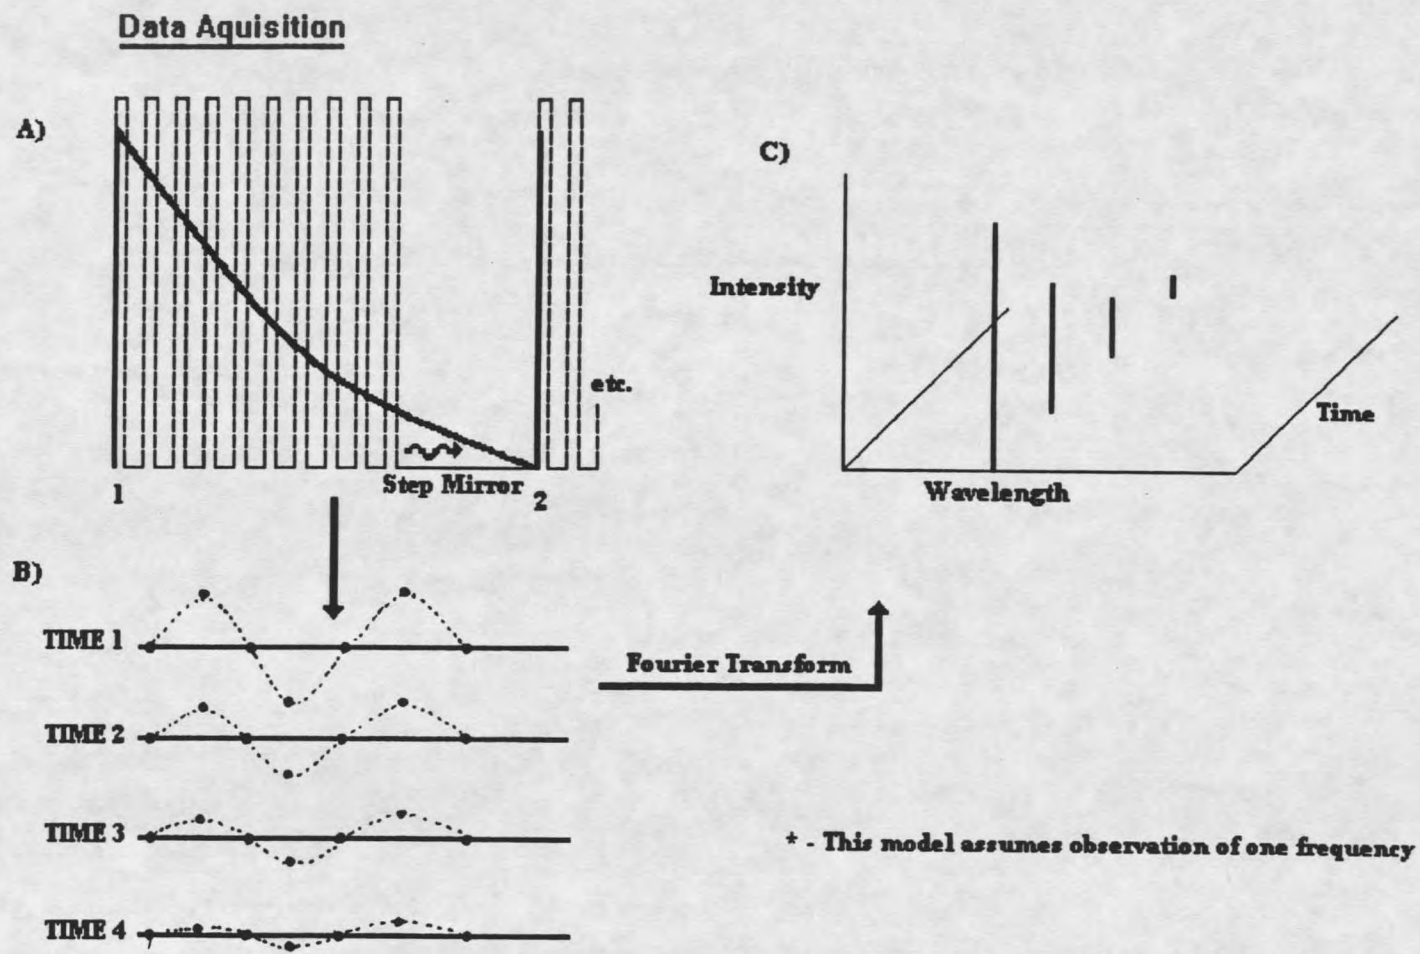 Data Aquisition
A)
etc.
Step Mirror
1
2
B)
TIME 1
TIME 2
TIME 3
TIME 4
Fourier Transform
C)
Intensity
Wavelength
Time
* - This model assumes observation of one frequency